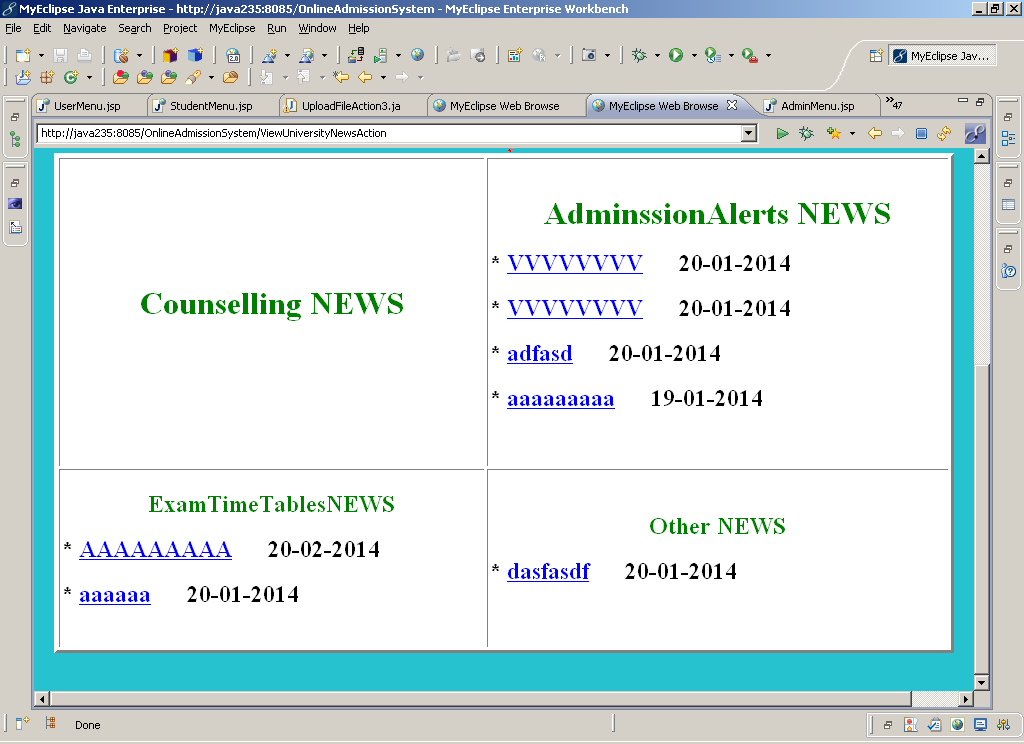 MyEclipse Java Enterprise - http://java235:8085/OnlineAdmissionSystem - MyEclipse Enterprise Workbench
File Edit Navigate Search Project MyEclipse Run Window Help
MyEclipse Jav...
UserMenu.jsp StudentMenu.jsp UploadFileAction3.ja MyEclipse Web Browse MyEclipse Web Browse AdminMenu.jsp »47
http://java235:8085/OnlineAdmissionSystem/ViewUniversityNewsAction
Counselling NEWS
AdminssionAlerts NEWS
* VVVVVVVV 20-01-2014
* VVVVVVVV 20-01-2014
* adfasd 20-01-2014
* aaaaaaaaa 19-01-2014
ExamTimeTablesNEWS
* AAAAAAAAA 20-02-2014
* aaaaaa 20-01-2014
Other NEWS
* dasfasdf 20-01-2014
Done